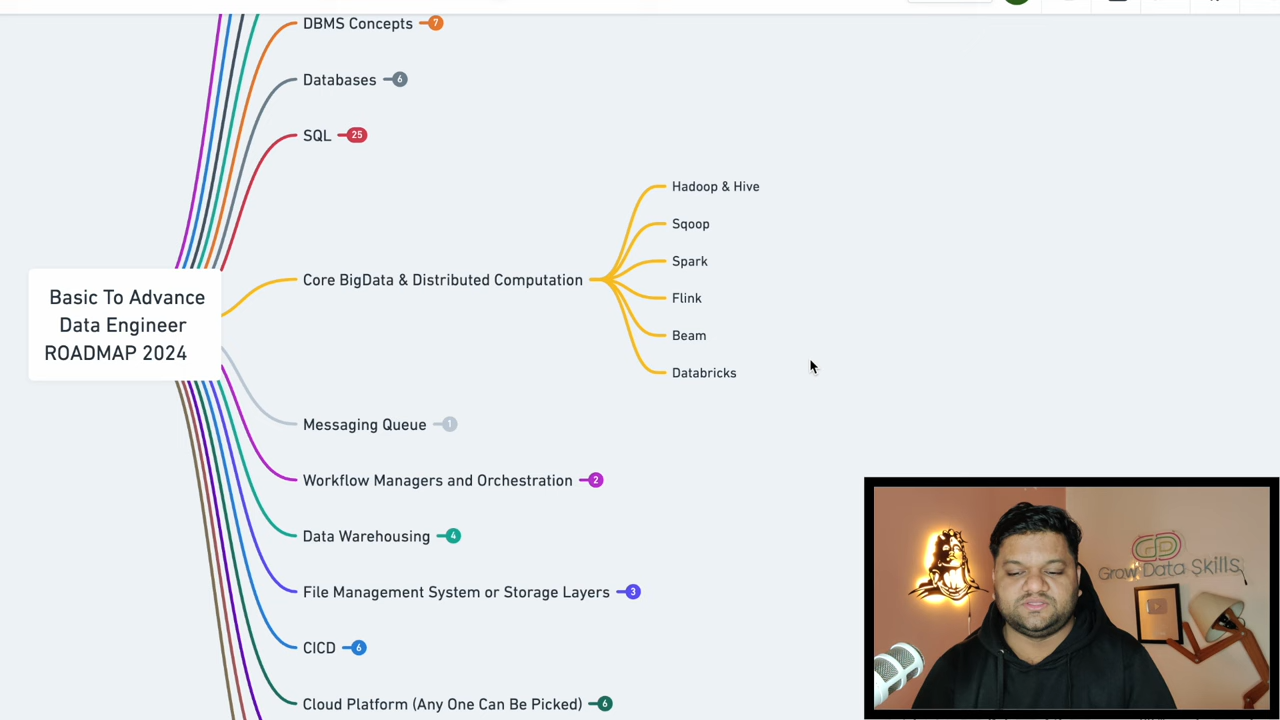 DBMS Concepts 7
Databases 6
SQL 25
Hadoop & Hive
Sqoop
Spark
Core BigData & Distributed Computation
Flink
Beam
Databricks
Basic To Advance
Data Engineer
ROADMAP 2024
Messaging Queue 1
Workflow Managers and Orchestration 2
Data Warehousing 4
File Management System or Storage Layers 3
CICD 6
Cloud Platform (Any One Can Be Picked) 6
GD
Grow Data Skills